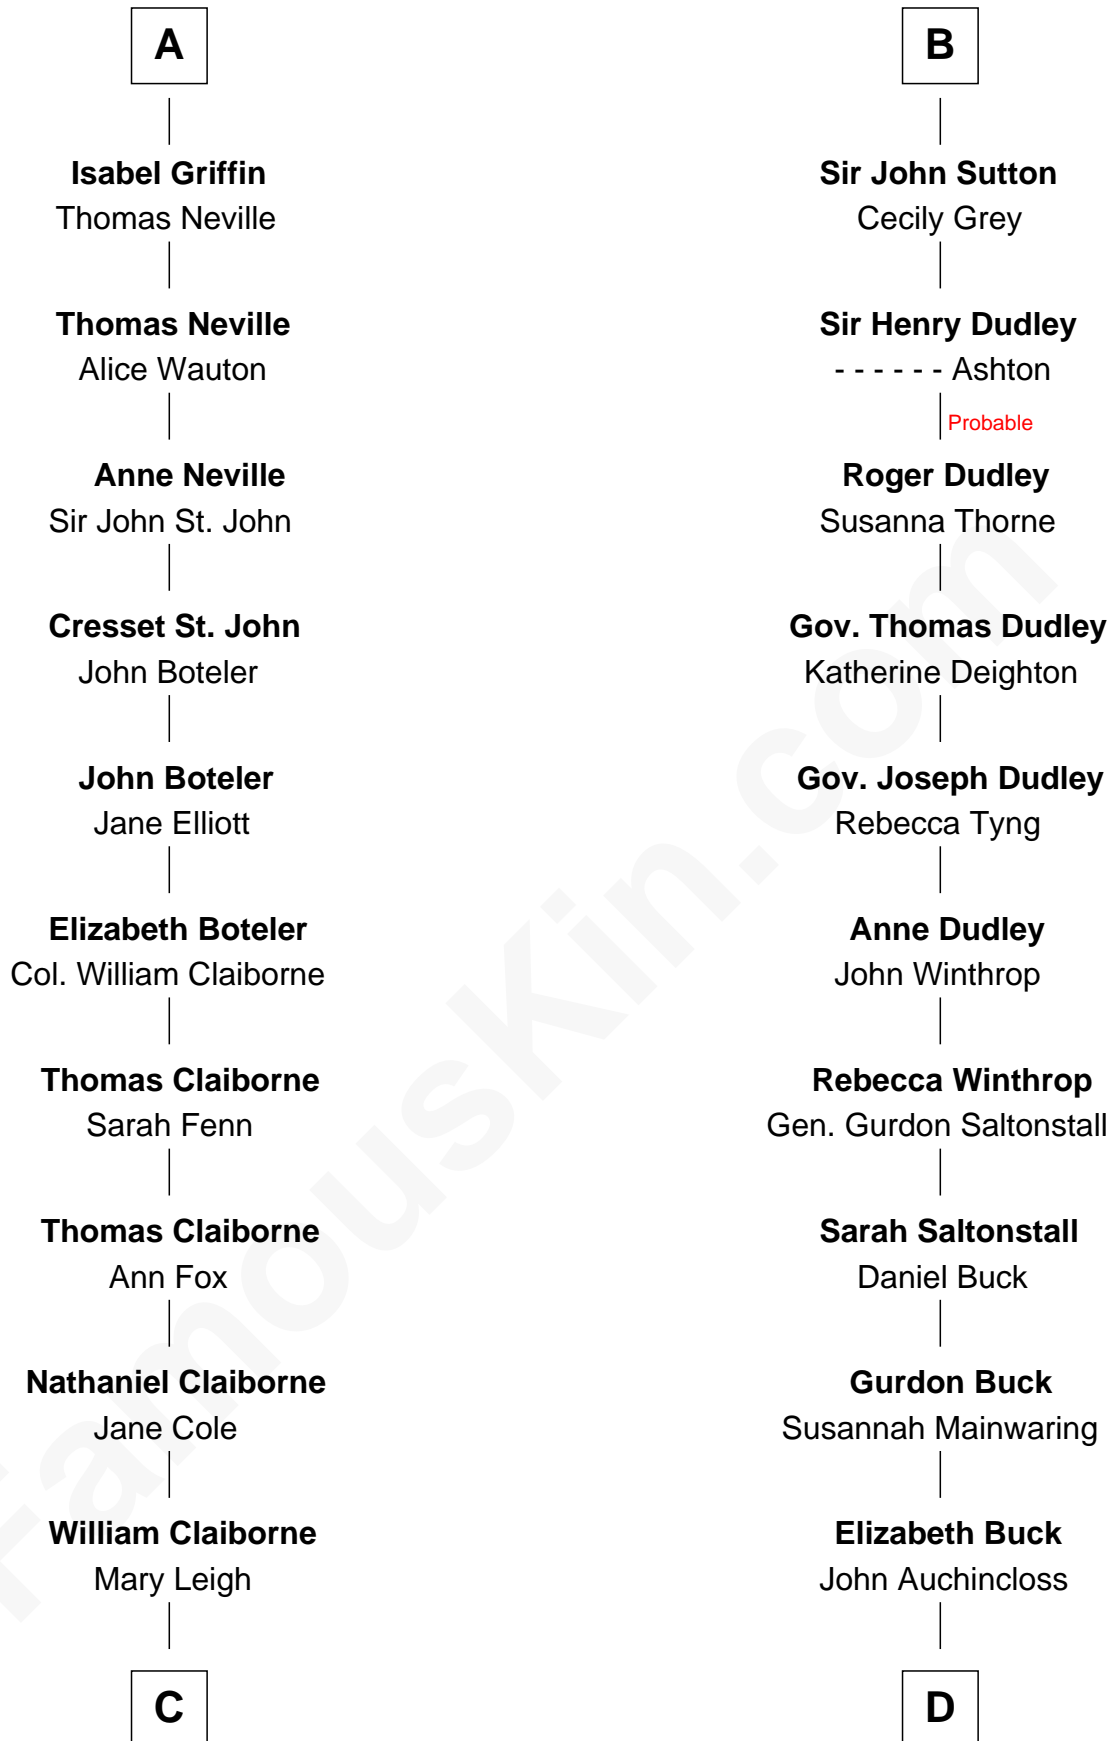 A
Isabel Griffin
Thomas Neville
Thomas Neville
Alice Wauton
Anne Neville
Sir John St. John
Cresset St. John
John Boteler
John Boteler
Jane Elliott
Elizabeth Boteler
Col. William Claiborne
Thomas Claiborne
Sarah Fenn
Thomas Claiborne
Ann Fox
Nathaniel Claiborne
Jane Cole
William Claiborne
Mary Leigh
C
B
Sir John Sutton
Cecily Grey
Sir Henry Dudley
- - - - - - Ashton
Probable
Roger Dudley
Susanna Thorne
Gov. Thomas Dudley
Katherine Deighton
Gov. Joseph Dudley
Rebecca Tyng
Anne Dudley
John Winthrop
Rebecca Winthrop
Gen. Gurdon Saltonstall
Sarah Saltonstall
Daniel Buck
Gurdon Buck
Susannah Mainwaring
Elizabeth Buck
John Auchincloss
D
FamousKin.com